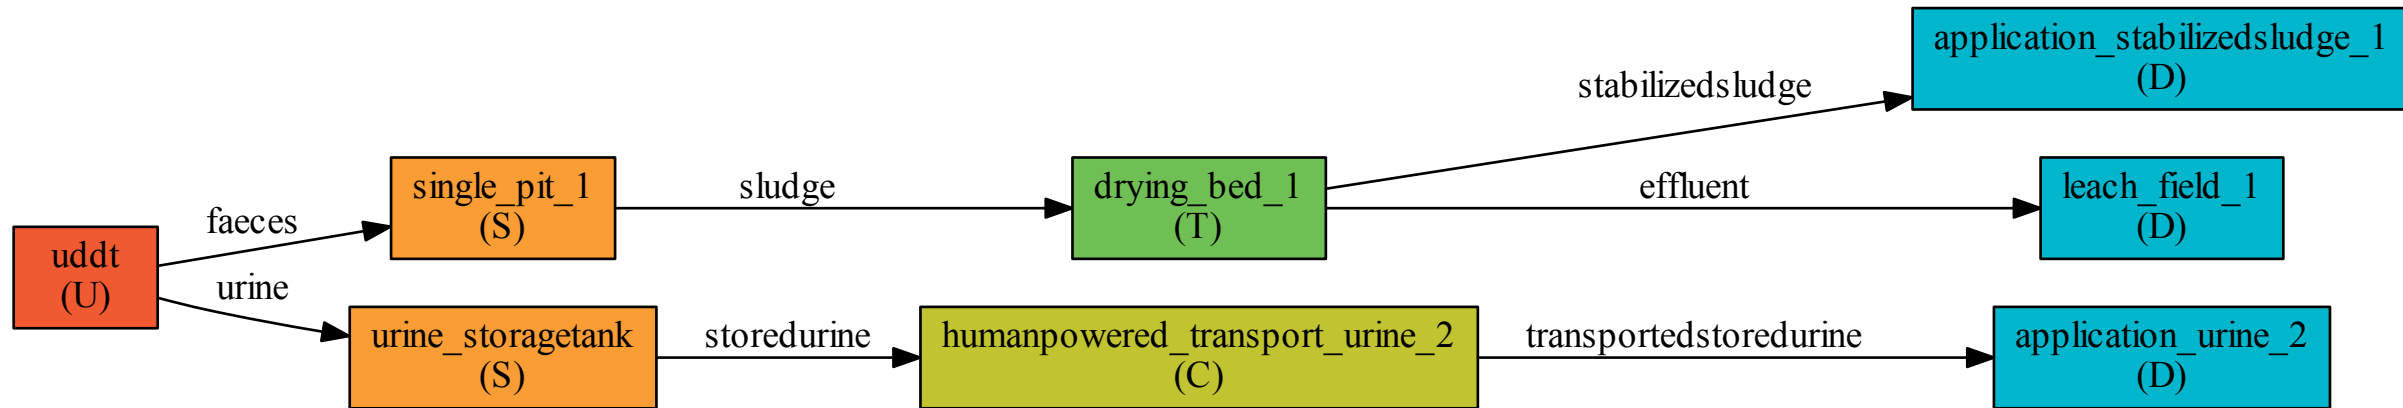 application_stabilizedsludge_1
(D)
stabilizedsludge
single_pit_1
(S)
sludge
drying_bed_1
(T)
effluent
leach_field_1
(D)
faeces
uddt
(U)
urine
urine_storagetank
(S)
storedurine
humanpowered_transport_urine_2
(C)
transportedstoredurine
application_urine_2
(D)